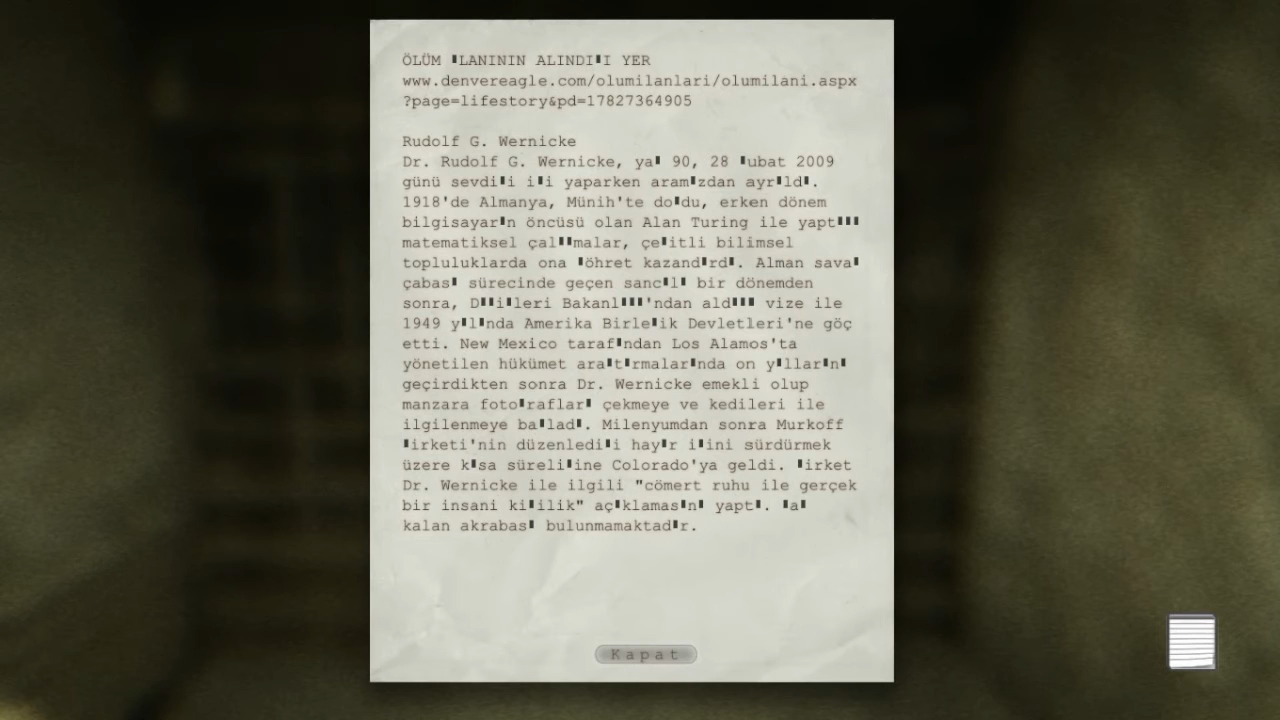 ÖLÜM ▮LANININ ALINDI▮I YER
www.denvereagle.com/olumilanlari/olumilani.aspx
?page=lifestory&pd=17827364905
Rudolf G. Wernicke
Dr. Rudolf G. Wernicke, ya▮ 90, 28 ▮ubat 2009
günü sevdi▮i i▮i yaparken aram▮zdan ayr▮ld▮.
1918'de Almanya, Münih'te do▮du, erken dönem
bilgisayar▮n öncüsü olan Alan Turing ile yapt▮▮▮
matematiksel çal▮▮malar, çe▮itli bilimsel
topluluklarda ona ▮öhret kazand▮rd▮. Alman sava▮
çabas▮ sürecinde geçen sanc▮l▮ bir dönemden
sonra, D▮▮i▮leri Bakanl▮▮▮'ndan ald▮▮▮ vize ile
1949 y▮l▮nda Amerika Birle▮ik Devletleri'ne göç
etti. New Mexico taraf▮ndan Los Alamos'ta
yönetilen hükümet ara▮t▮rmalar▮nda on y▮llar▮n▮
geçirdikten sonra Dr. Wernicke emekli olup
manzara foto▮raflar▮ çekmeye ve kedileri ile
ilgilenmeye ba▮lad▮. Milenyumdan sonra Murkoff
▮irketi'nin düzenledi▮i hay▮r i▮ini sürdürmek
üzere k▮sa süreli▮ine Colorado'ya geldi. ▮irket
Dr. Wernicke ile ilgili "cömert ruhu ile gerçek
bir insani ki▮ilik" aç▮klamas▮n▮ yapt▮. ▮a▮
kalan akrabas▮ bulunmamaktad▮r.
Kapat